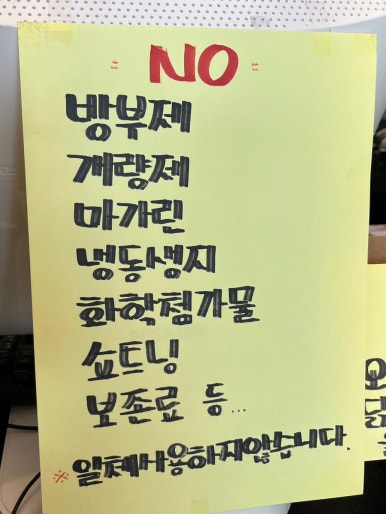 = NO =
방부제
개량제
마가린
냉동생지
화학첨가물
쇼트닝
보존료 등...
※ 일체사용하지않습니다.